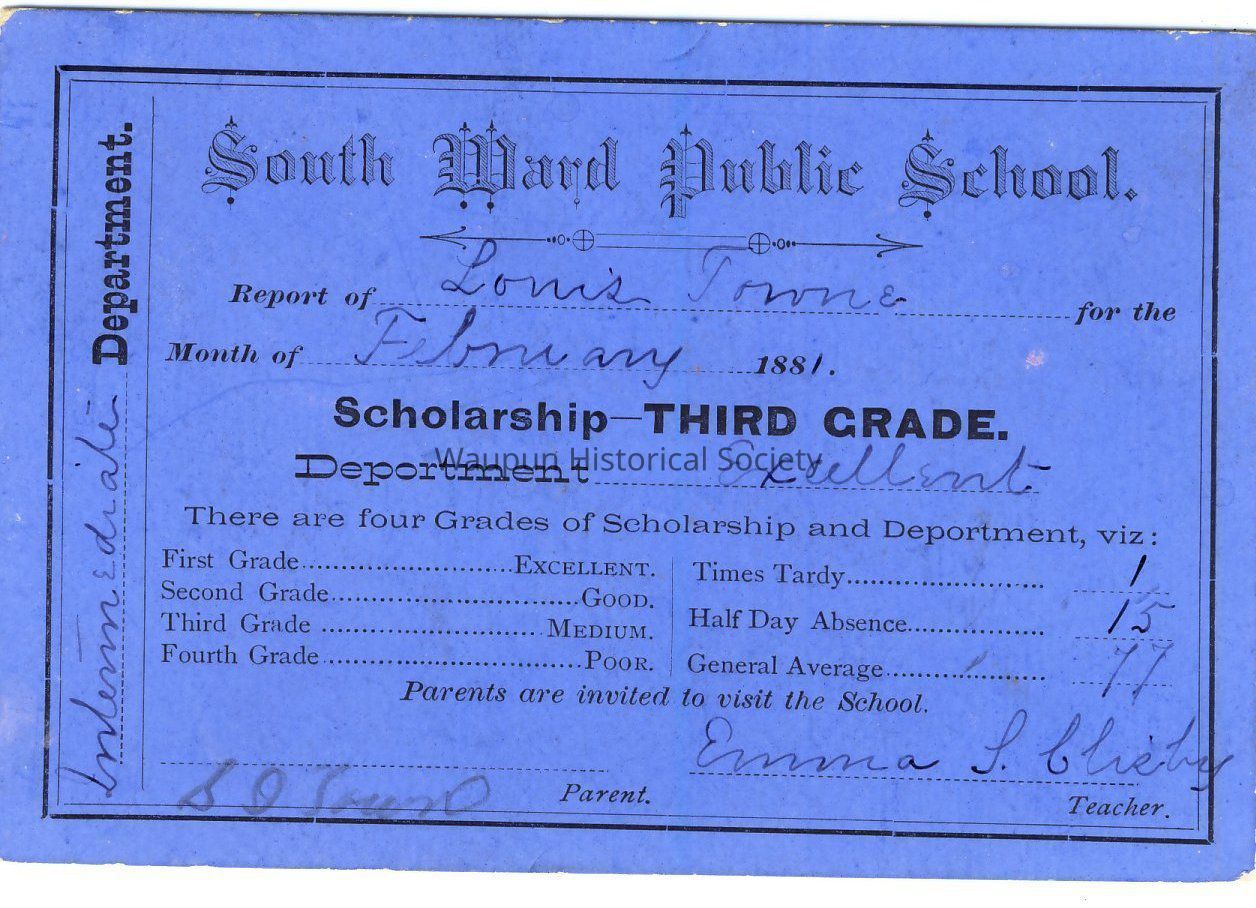 South Ward Public School.
Report of Louis Towne for the
Month of February 1881.
Scholarship—THIRD GRADE.
Deportment Excellent
Waupun Historical Society
There are four Grades of Scholarship and Deportment, viz:
First Grade EXCELLENT.
Second Grade GOOD.
Third Grade MEDIUM.
Fourth Grade POOR.
Times Tardy 1
Half Day Absence 15
General Average 77
Parents are invited to visit the School.
Parent.
Emma S. Clisby
Teacher.
Intermediate Department.